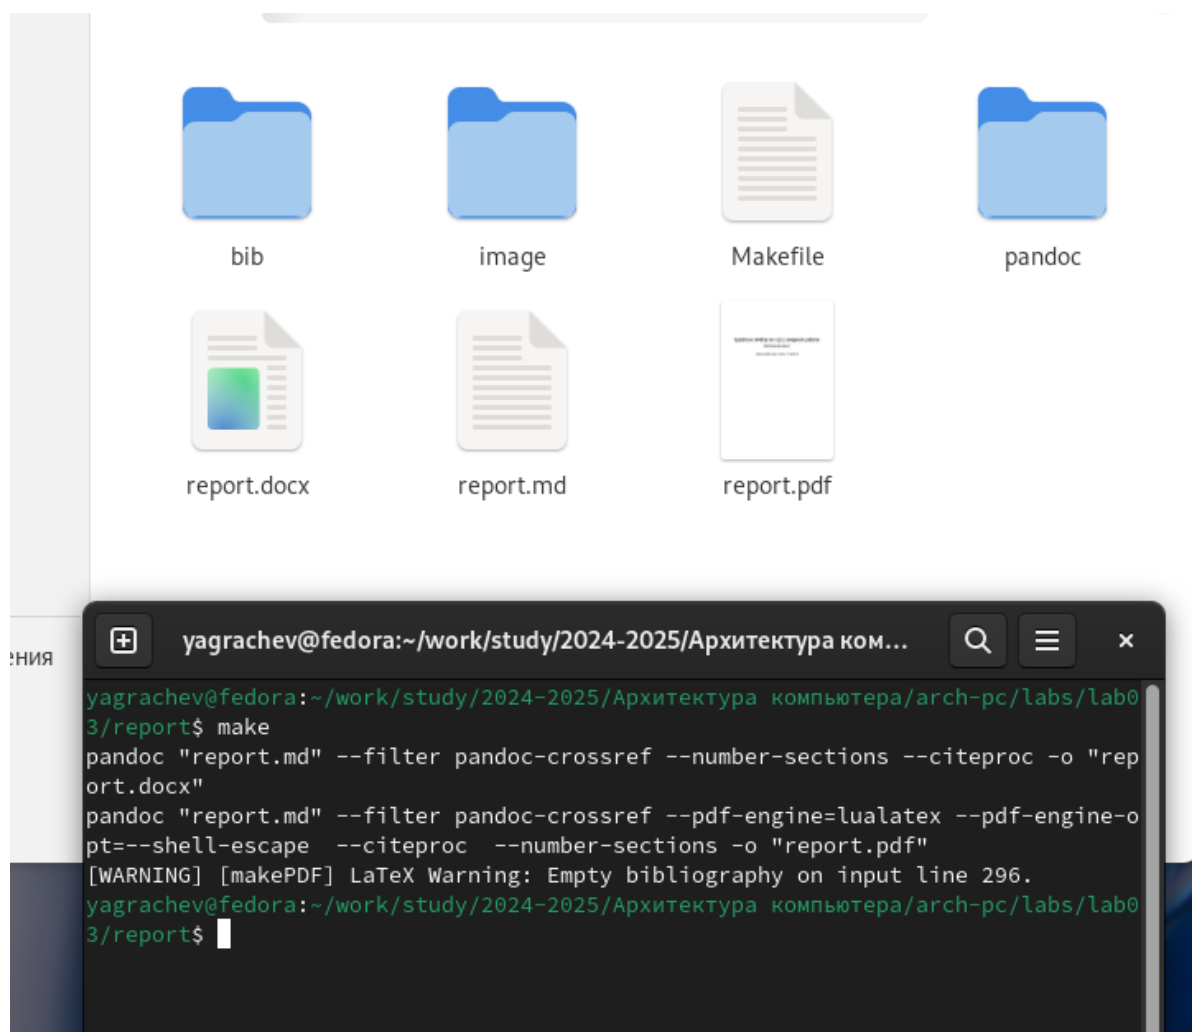 bib
image
Makefile
pandoc
report.docx
report.md
report.pdf
ения
yagrachev@fedora:~/work/study/2024-2025/Архитектура ком...
yagrachev@fedora:~/work/study/2024-2025/Архитектура компьютера/arch-pc/labs/lab0
3/report$ make
pandoc "report.md" --filter pandoc-crossref --number-sections --citeproc -o "rep
ort.docx"
pandoc "report.md" --filter pandoc-crossref --pdf-engine=lualatex --pdf-engine-o
pt=--shell-escape  --citeproc  --number-sections -o "report.pdf"
[WARNING] [makePDF] LaTeX Warning: Empty bibliography on input line 296.
yagrachev@fedora:~/work/study/2024-2025/Архитектура компьютера/arch-pc/labs/lab0
3/report$